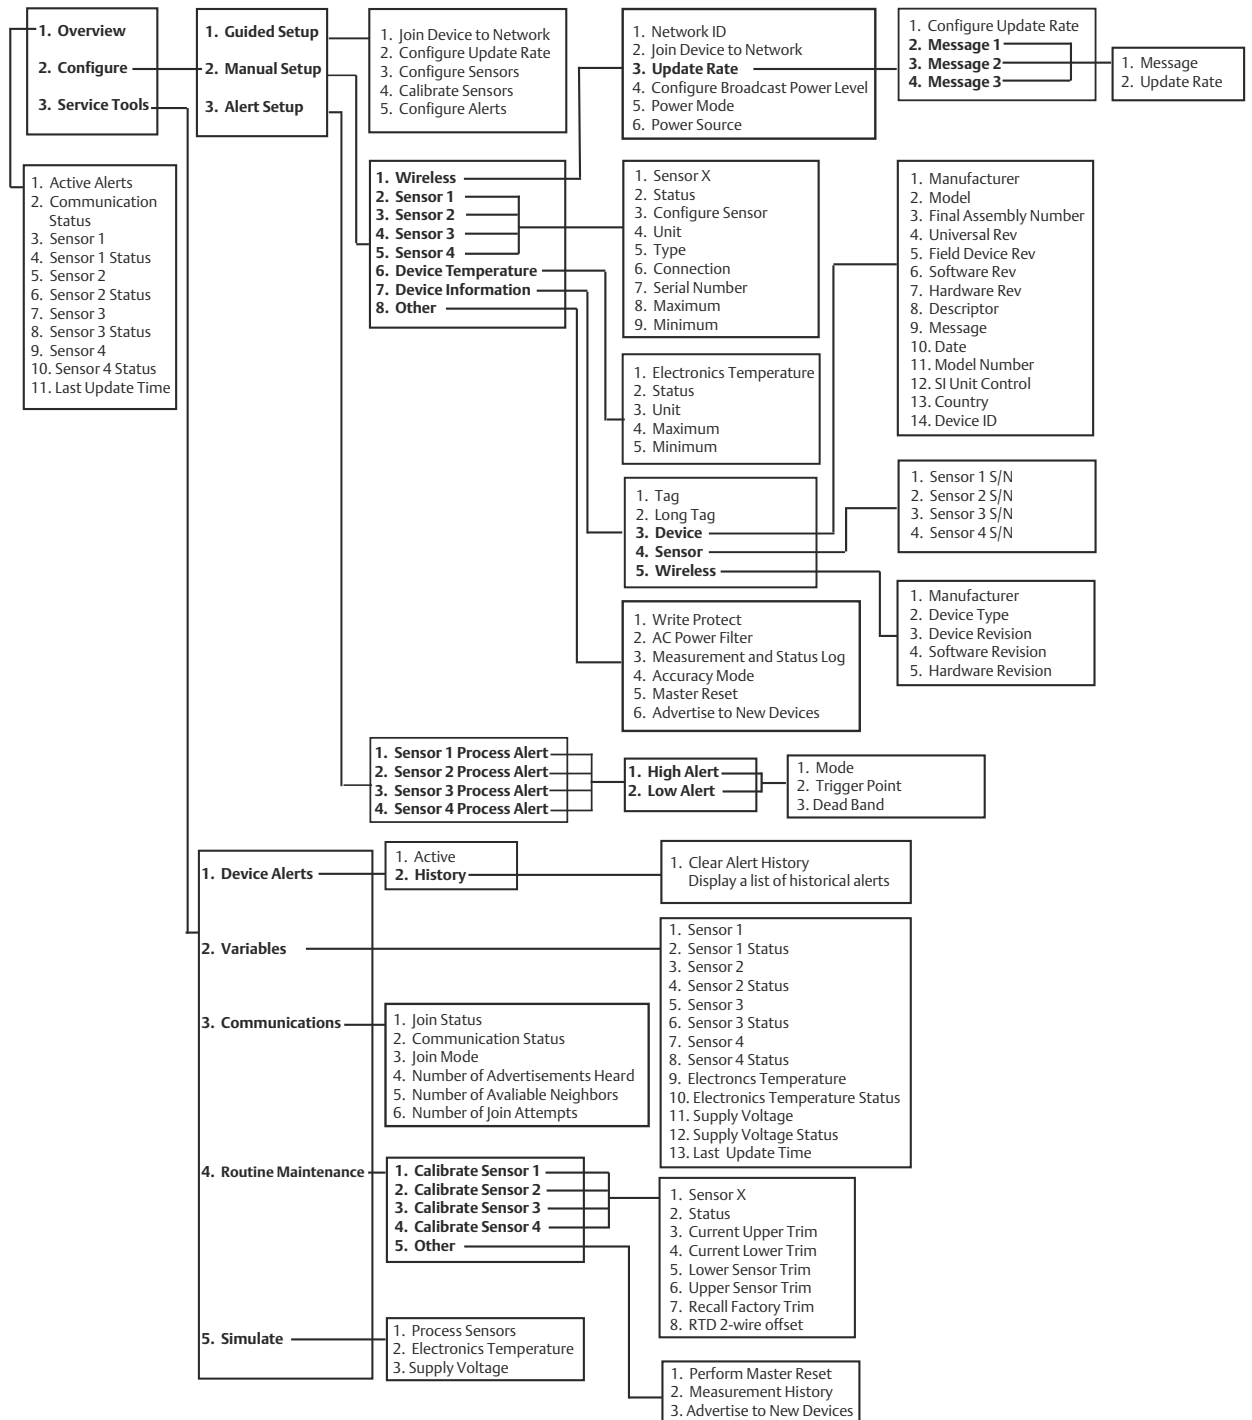 1. Overview
2. Configure
3. Service Tools
1. Guided Setup
2. Manual Setup
3. Alert Setup
1. Join Device to Network
2. Configure Update Rate
3. Configure Sensors
4. Calibrate Sensors
5. Configure Alerts
1. Network ID
2. Join Device to Network
3. Update Rate
4. Configure Broadcast Power Level
5. Power Mode
6. Power Source
1. Configure Update Rate
2. Message 1
3. Message 2
4. Message 3
1. Message
2. Update Rate
1. Active Alerts
2. Communication
Status
3. Sensor 1
4. Sensor 1 Status
5. Sensor 2
6. Sensor 2 Status
7. Sensor 3
8. Sensor 3 Status
9. Sensor 4
10. Sensor 4 Status
11. Last Update Time
1. Wireless
2. Sensor 1
3. Sensor 2
4. Sensor 3
5. Sensor 4
6. Device Temperature
7. Device Information
8. Other
1. Sensor X
2. Status
3. Configure Sensor
4. Unit
5. Type
6. Connection
7. Serial Number
8. Maximum
9. Minimum
1. Manufacturer
2. Model
3. Final Assembly Number
4. Universal Rev
5. Field Device Rev
6. Software Rev
7. Hardware Rev
8. Descriptor
9. Message
10. Date
11. Model Number
12. SI Unit Control
13. Country
14. Device ID
1. Electronics Temperature
2. Status
3. Unit
4. Maximum
5. Minimum
1. Tag
2. Long Tag
3. Device
4. Sensor
5. Wireless
1. Sensor 1 S/N
2. Sensor 2 S/N
3. Sensor 3 S/N
4. Sensor 4 S/N
1. Manufacturer
2. Device Type
3. Device Revision
4. Software Revision
5. Hardware Revision
1. Write Protect
2. AC Power Filter
3. Measurement and Status Log
4. Accuracy Mode
5. Master Reset
6. Advertise to New Devices
1. Sensor 1 Process Alert
2. Sensor 2 Process Alert
3. Sensor 3 Process Alert
4. Sensor 4 Process Alert
1. High Alert
2. Low Alert
1. Mode
2. Trigger Point
3. Dead Band
1. Device Alerts
2. Variables
3. Communications
4. Routine Maintenance
5. Simulate
1. Active
2. History
1. Clear Alert History
Display a list of historical alerts
1. Sensor 1
2. Sensor 1 Status
3. Sensor 2
4. Sensor 2 Status
5. Sensor 3
6. Sensor 3 Status
7. Sensor 4
8. Sensor 4 Status
9. Electroncs Temperature
10. Electronics Temperature Status
11. Supply Voltage
12. Supply Voltage Status
13. Last Update Time
1. Join Status
2. Communication Status
3. Join Mode
4. Number of Advertisements Heard
5. Number of Avaliable Neighbors
6. Number of Join Attempts
1. Calibrate Sensor 1
2. Calibrate Sensor 2
3. Calibrate Sensor 3
4. Calibrate Sensor 4
5. Other
1. Sensor X
2. Status
3. Current Upper Trim
4. Current Lower Trim
5. Lower Sensor Trim
6. Upper Sensor Trim
7. Recall Factory Trim
8. RTD 2-wire offset
1. Process Sensors
2. Electronics Temperature
3. Supply Voltage
1. Perform Master Reset
2. Measurement History
3. Advertise to New Devices